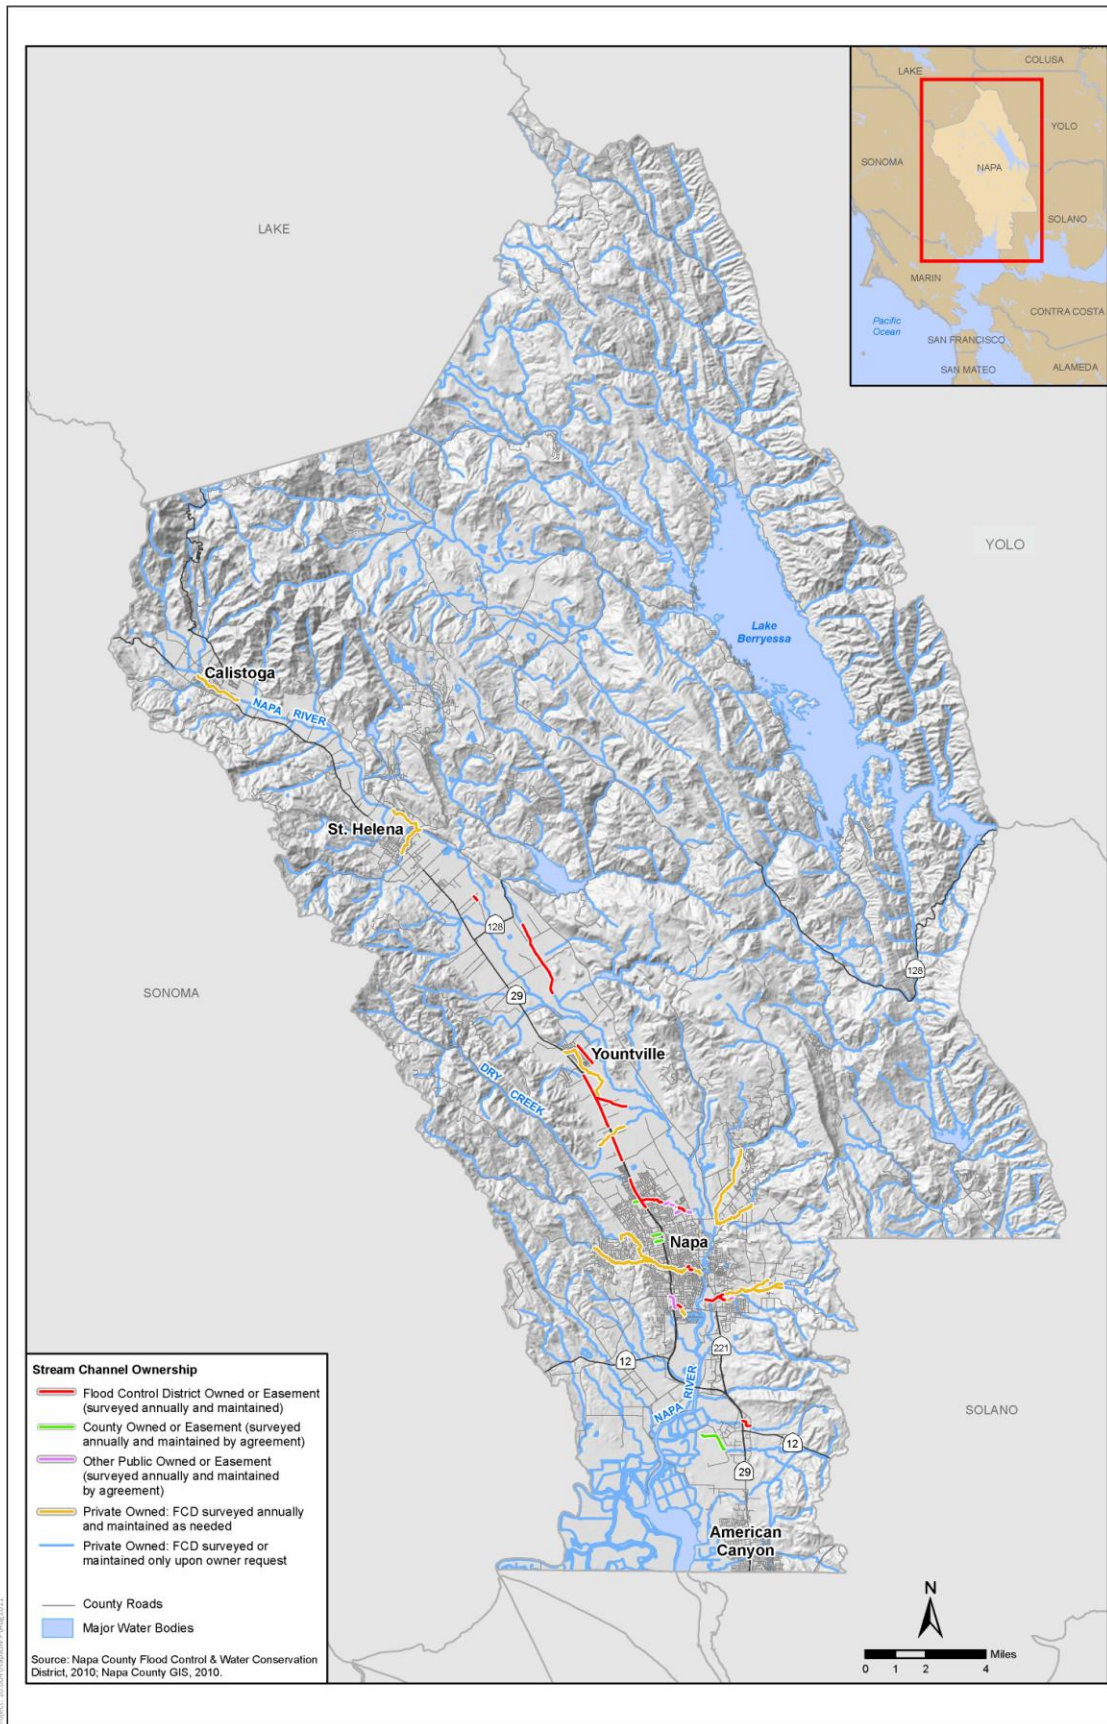 COLUSA
LAKE
YOLO
SONOMA
NAPA
SOLANO
MARIN
CONTRA COSTA
Pacific
Ocean
SAN FRANCISCO
SAN MATEO
ALAMEDA
LAKE
YOLO
Lake
Berryessa
Calistoga
NAPA RIVER
St. Helena
128
128
SONOMA
29
Yountville
DRY CREEK
Napa
221
12
NAPA RIVER
SOLANO
12
29
American
Canyon
Stream Channel Ownership
Flood Control District Owned or Easement
(surveyed annually and maintained)
County Owned or Easement (surveyed
annually and maintained by agreement)
Other Public Owned or Easement
(surveyed annually and maintained
by agreement)
Private Owned: FCD surveyed annually
and maintained as needed
Private Owned: FCD surveyed or
maintained only upon owner request
County Roads
Major Water Bodies
Source: Napa County Flood Control & Water Conservation
District, 2010; Napa County GIS, 2010.
N
Miles
0 1 2 4